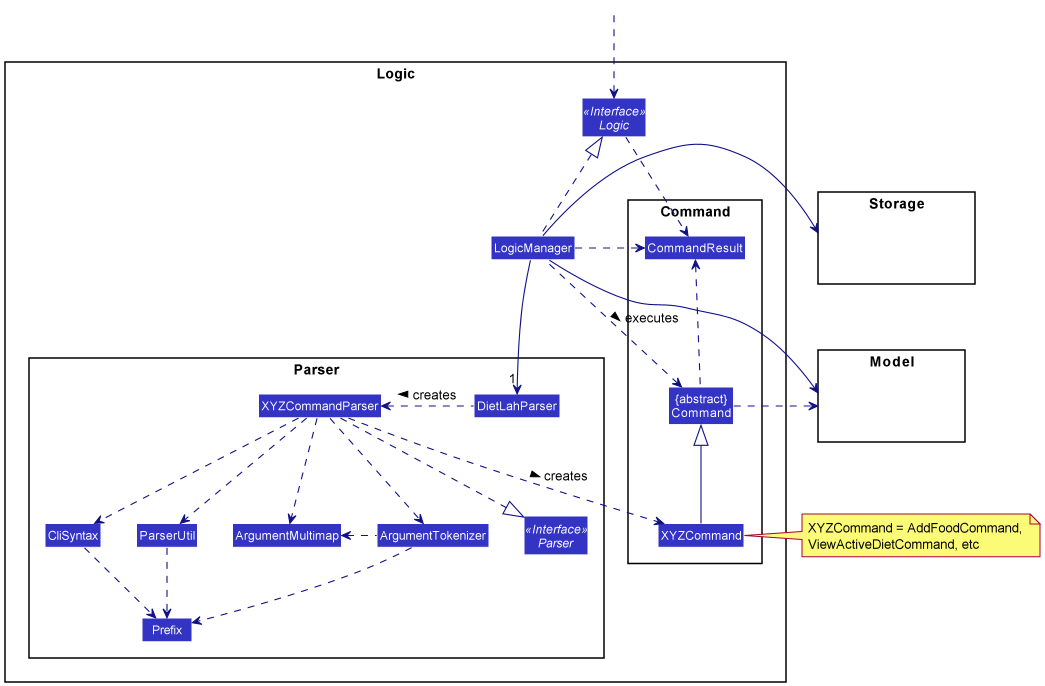 Logic
«Interface»
Logic
Storage
Command
LogicManager
CommandResult
executes
Model
Parser
1
creates
XYZCommandParser
DietLahParser
{abstract}
Command
creates
CliSyntax
ParserUtil
ArgumentMultimap
ArgumentTokenizer
«Interface»
Parser
XYZCommand
XYZCommand = AddFoodCommand,
ViewActiveDietCommand, etc
Prefix